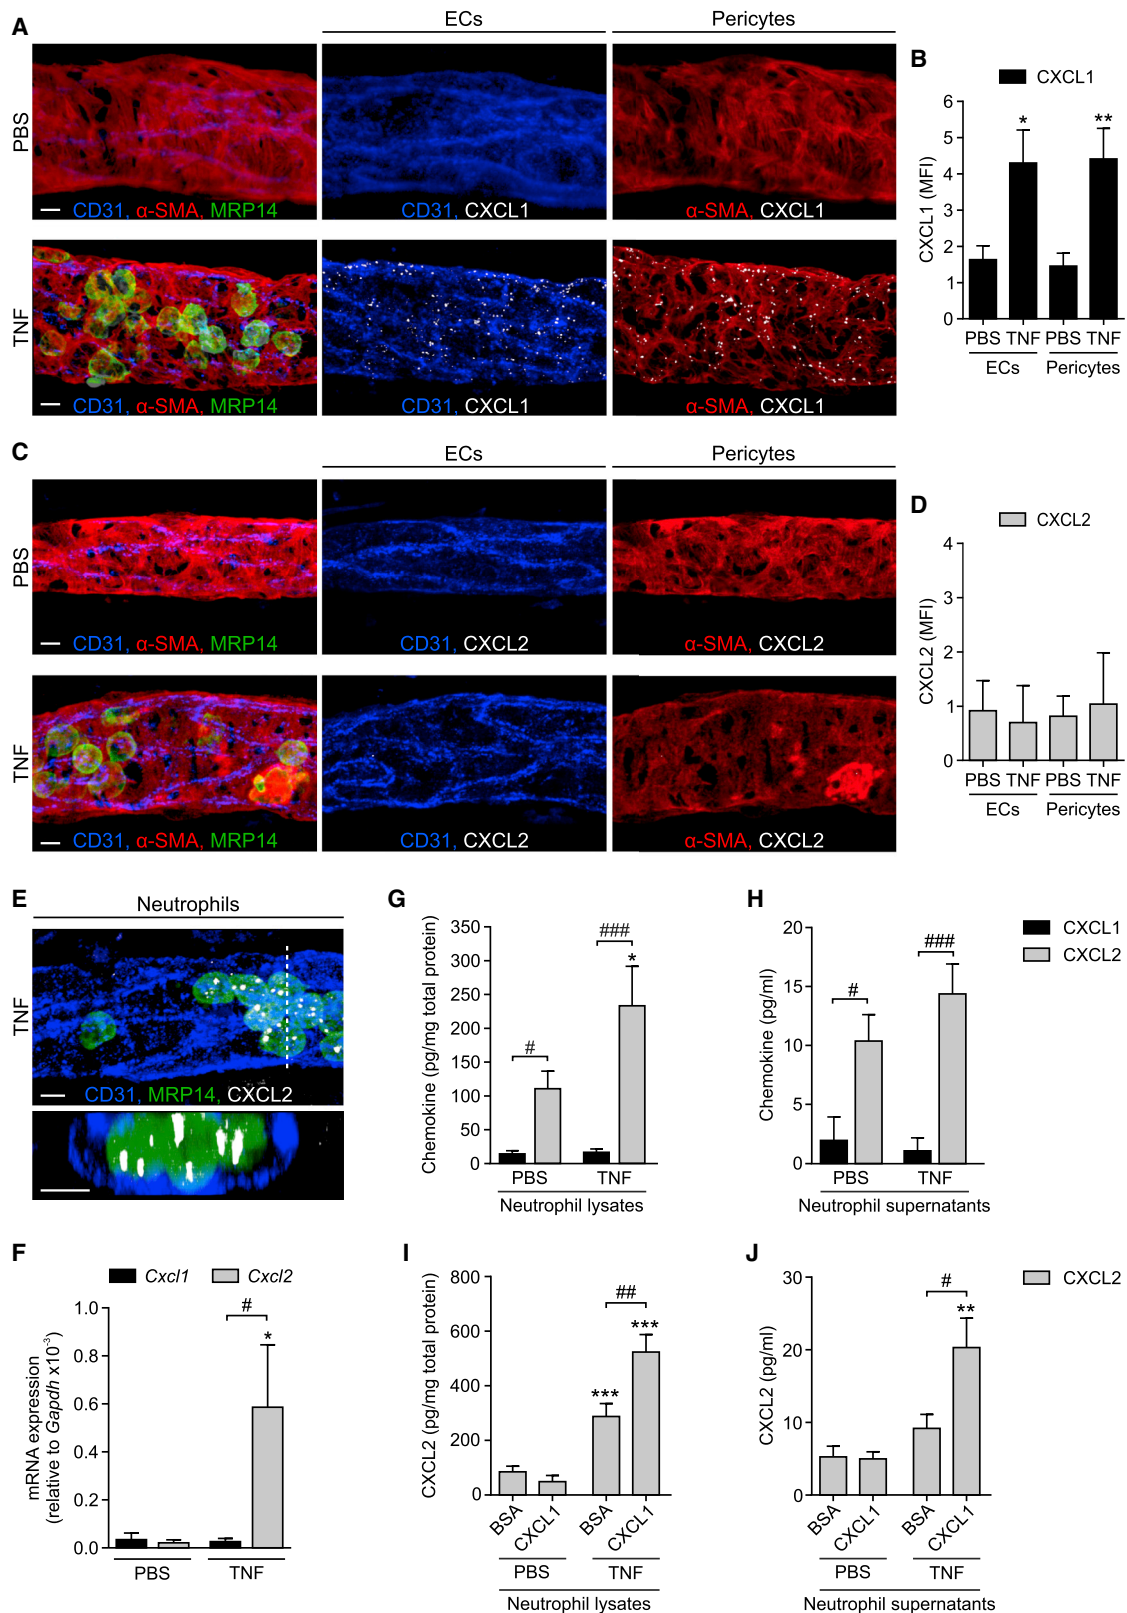 A
ECs
Pericytes
PBS
CD31, α-SMA, MRP14
CD31, CXCL1
α-SMA, CXCL1
TNF
CD31, α-SMA, MRP14
CD31, CXCL1
α-SMA, CXCL1
B
CXCL1
CXCL1 (MFI)
6
5
4
3
2
1
0
*
**
PBS TNF PBS TNF
ECs Pericytes
C
ECs
Pericytes
PBS
CD31, α-SMA, MRP14
CD31, CXCL2
α-SMA, CXCL2
TNF
CD31, α-SMA, MRP14
CD31, CXCL2
α-SMA, CXCL2
D
CXCL2
CXCL2 (MFI)
4
3
2
1
0
PBS TNF PBS TNF
ECs Pericytes
E
Neutrophils
TNF
CD31, MRP14, CXCL2
F
Cxcl1 Cxcl2
mRNA expression
(relative to Gapdh x10-3)
1.0
0.8
0.6
0.4
0.2
0.0
#
*
PBS TNF
G
Chemokine (pg/mg total protein)
350
300
250
200
150
100
50
0
#
###
*
PBS TNF
Neutrophil lysates
H
CXCL1
CXCL2
Chemokine (pg/ml)
20
15
10
5
0
#
###
PBS TNF
Neutrophil supernatants
I
CXCL2 (pg/mg total protein)
800
600
400
200
0
***
##
***
BSA CXCL1 BSA CXCL1
PBS TNF
Neutrophil lysates
J
CXCL2
CXCL2 (pg/ml)
30
20
10
0
#
**
BSA CXCL1 BSA CXCL1
PBS TNF
Neutrophil supernatants